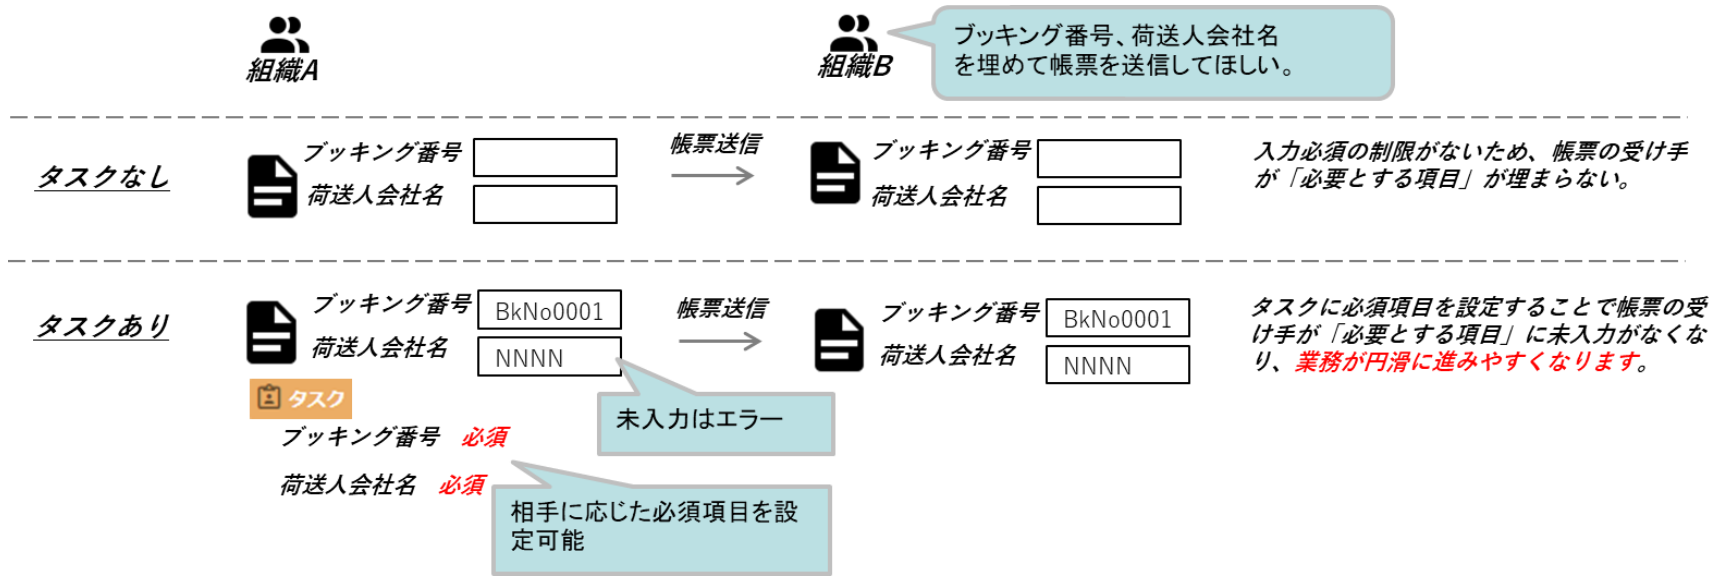 組織A
組織B
ブッキング番号、荷送人会社名
を埋めて帳票を送信してほしい。
タスクなし
ブッキング番号
荷送人会社名
帳票送信
ブッキング番号
荷送人会社名
入力必須の制限がないため、帳票の受け手
が「必要とする項目」が埋まらない。
タスクあり
ブッキング番号
BkNo0001
荷送人会社名
NNNN
帳票送信
ブッキング番号
BkNo0001
荷送人会社名
NNNN
タスクに必須項目を設定することで帳票の受
け手が「必要とする項目」に未入力がなくな
り、業務が円滑に進みやすくなります。
タスク
未入力はエラー
ブッキング番号 必須
荷送人会社名 必須
相手に応じた必須項目を設
定可能